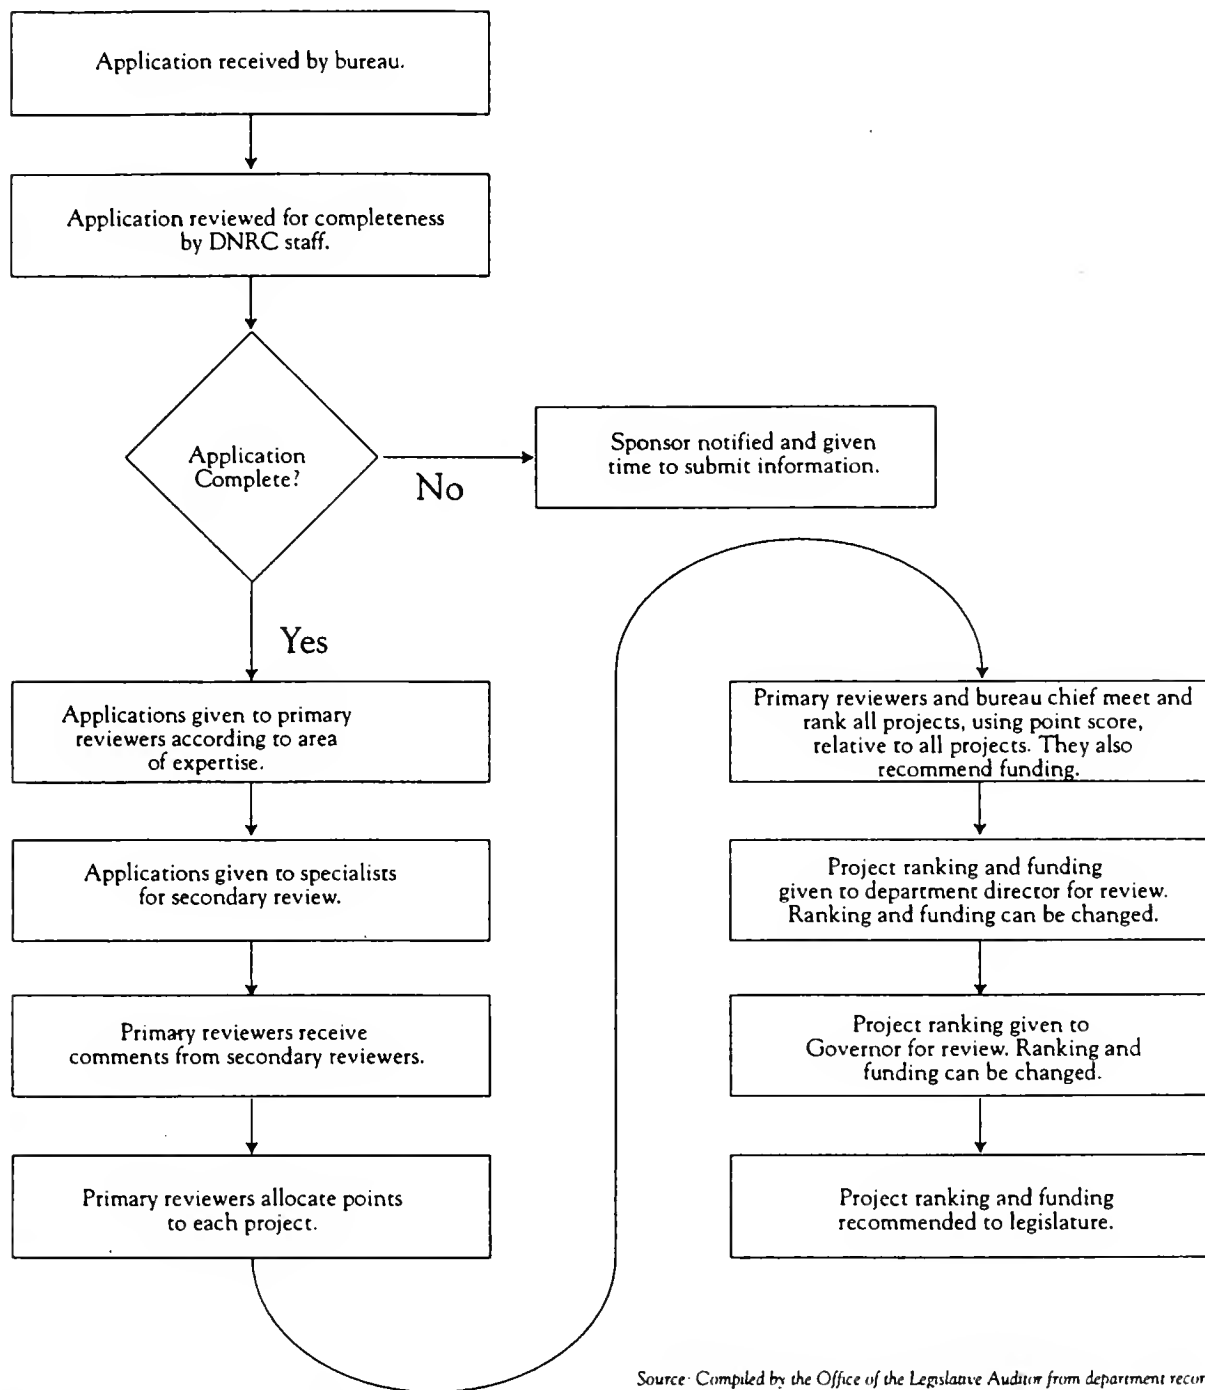 Application received by bureau.
Application reviewed for completeness
by DNRC staff.
Application
Complete?
No
Sponsor notified and given
time to submit information.
Yes
Applications given to primary
reviewers according to area
of expertise.
Applications given to specialists
for secondary review.
Primary reviewers receive
comments from secondary reviewers.
Primary reviewers allocate points
to each project.
Primary reviewers and bureau chief meet and
rank all projects, using point score,
relative to all projects. They also
recommend funding.
Project ranking and funding
given to department director for review.
Ranking and funding can be changed.
Project ranking given to
Governor for review. Ranking and
funding can be changed.
Project ranking and funding
recommended to legislature.
Source: Compiled by the Office of the Legislative Auditor from department recor